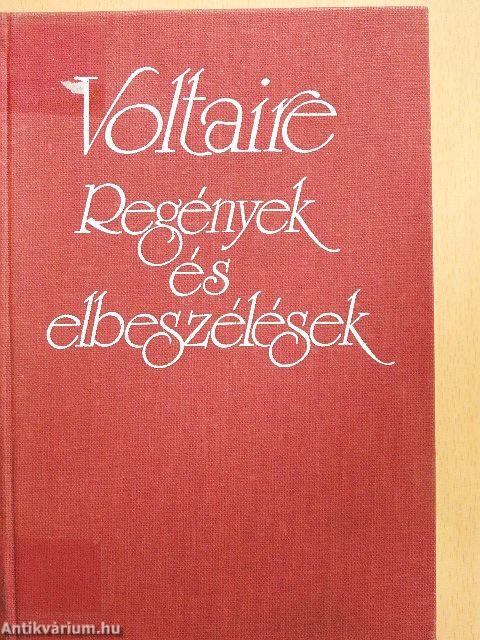 Voltaire
Regények
és
elbeszélések
Antikvárium.hu